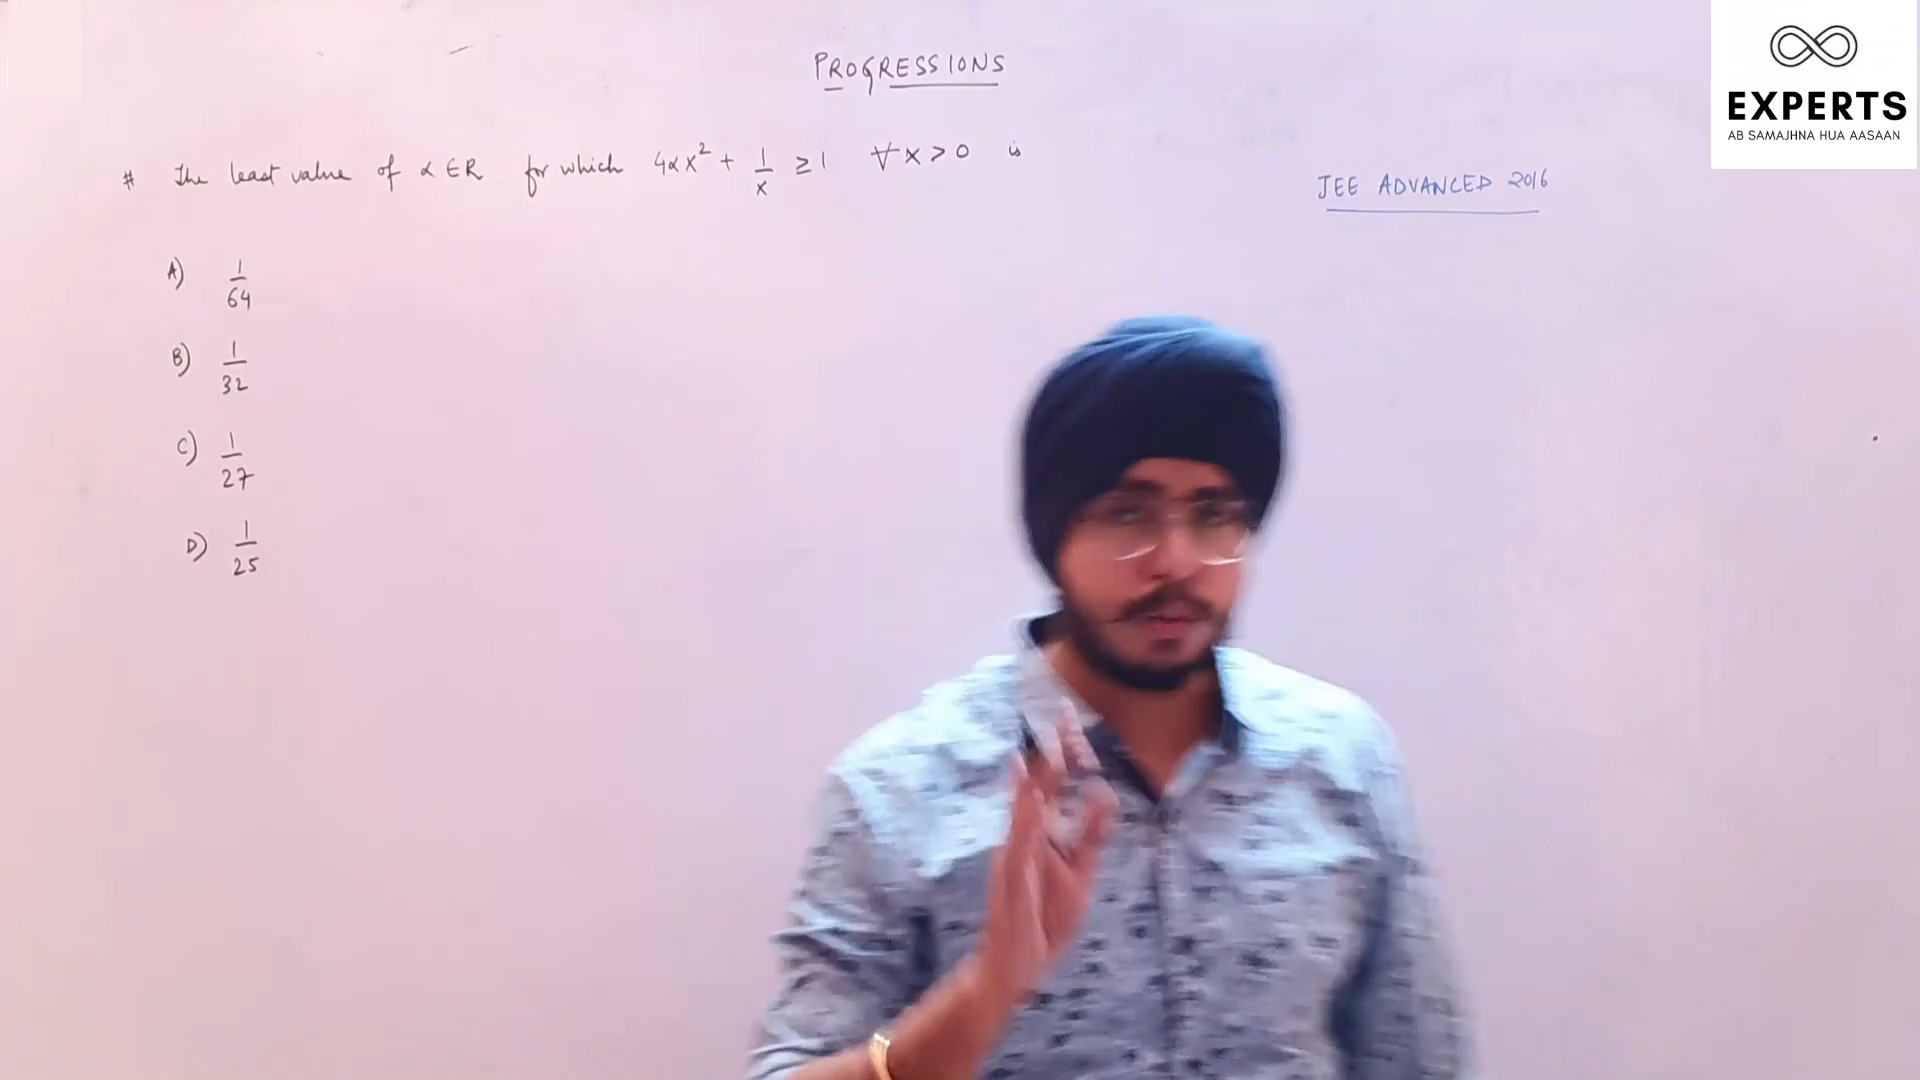 PROGRESSIONS
EXPERTS
AB SAMAJHNA HUA AASAAN
# The least value of α ∈ R for which 4αx² + 1/x ≥ 1 ∀ x > 0 is
JEE ADVANCED 2016
A) 1/64
B) 1/32
C) 1/27
D) 1/25